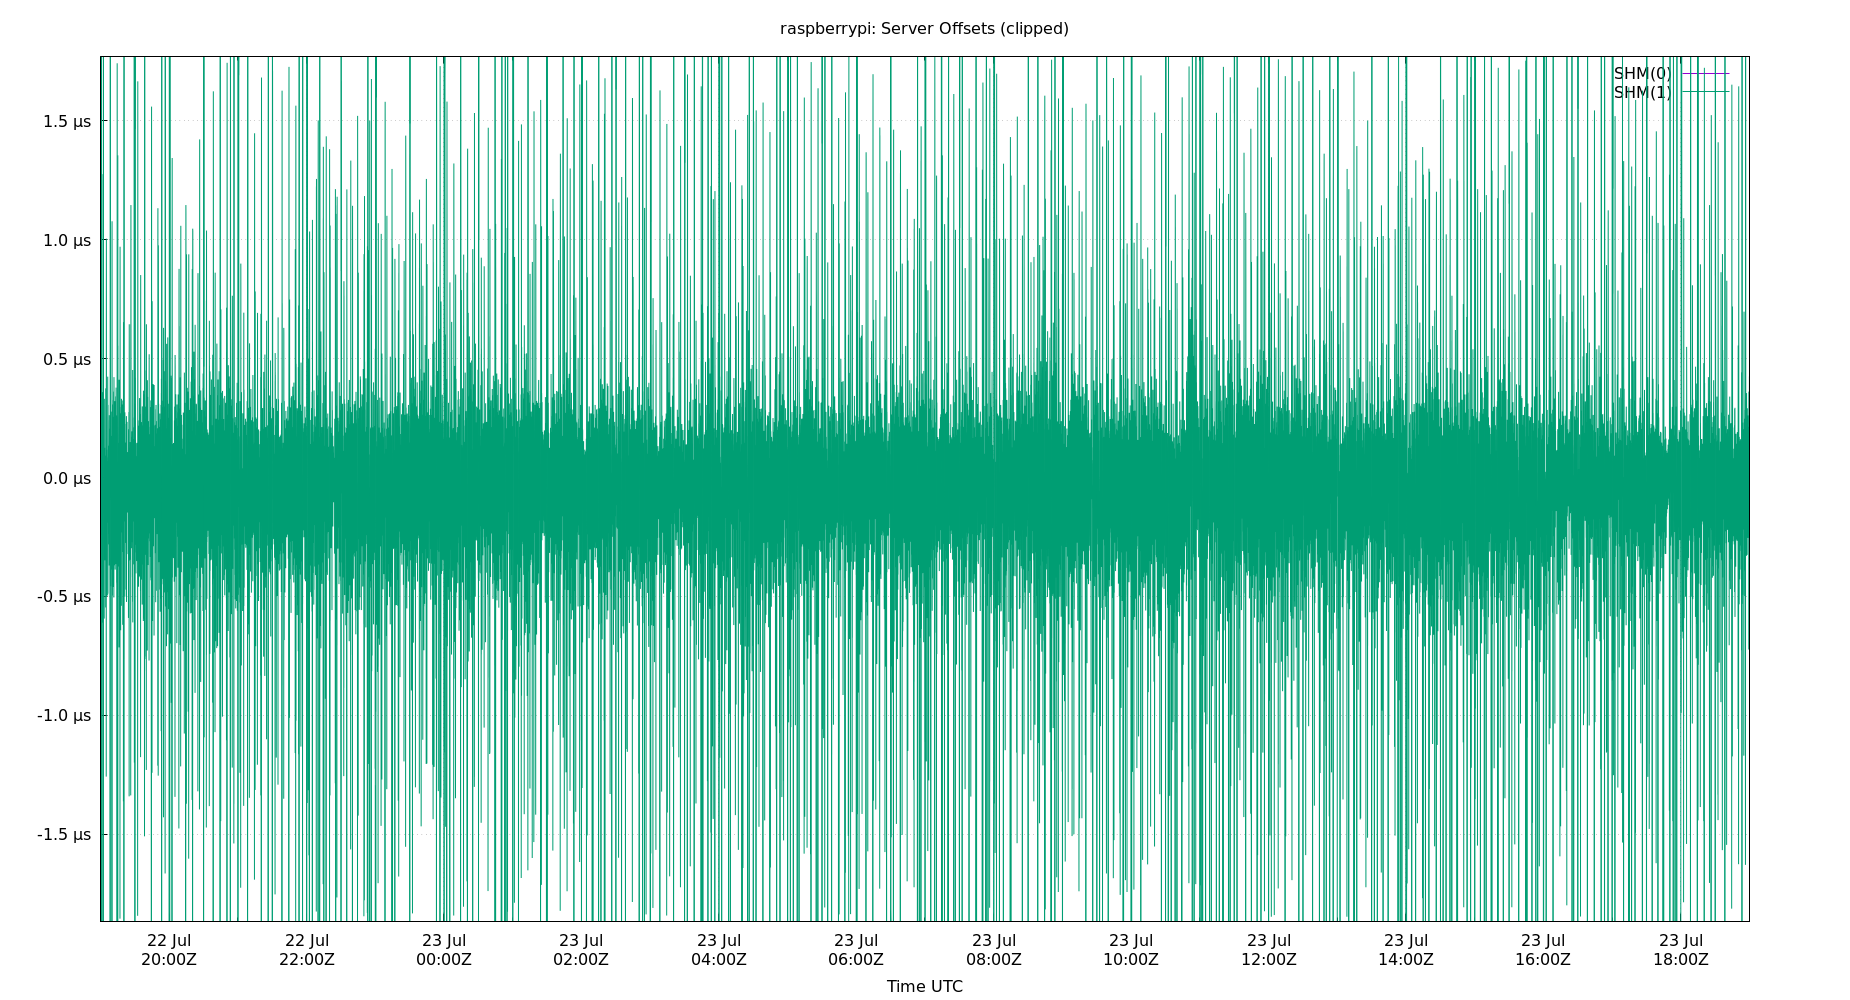 raspberrypi: Server Offsets (clipped)
SHM(0)
SHM(1)
1.5 µs
1.0 µs
0.5 µs
0.0 µs
-0.5 µs
-1.0 µs
-1.5 µs
22 Jul 22 Jul 23 Jul 23 Jul 23 Jul 23 Jul 23 Jul 23 Jul 23 Jul 23 Jul 23 Jul 23 Jul
20:00Z 22:00Z 00:00Z 02:00Z 04:00Z 06:00Z 08:00Z 10:00Z 12:00Z 14:00Z 16:00Z 18:00Z
Time UTC